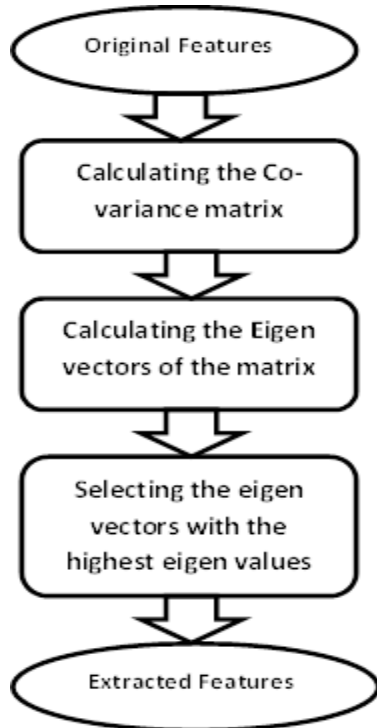 Original Features
Calculating the Co-
variance matrix
Calculating the Eigen
vectors of the matrix
Selecting the eigen
vectors with the
highest eigen values
Extracted Features